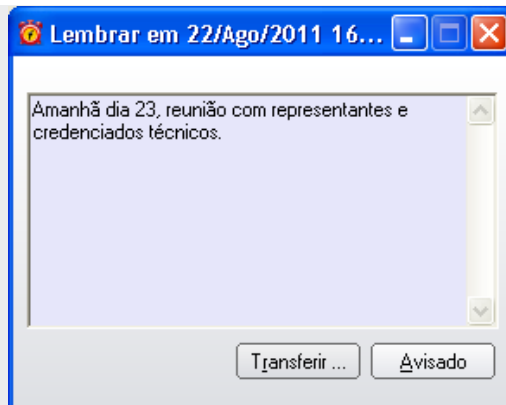 Lembrar em 22/Ago/2011 16...
Amanhã dia 23, reunião com representantes e
credenciados técnicos.
Transferir ... Avisado